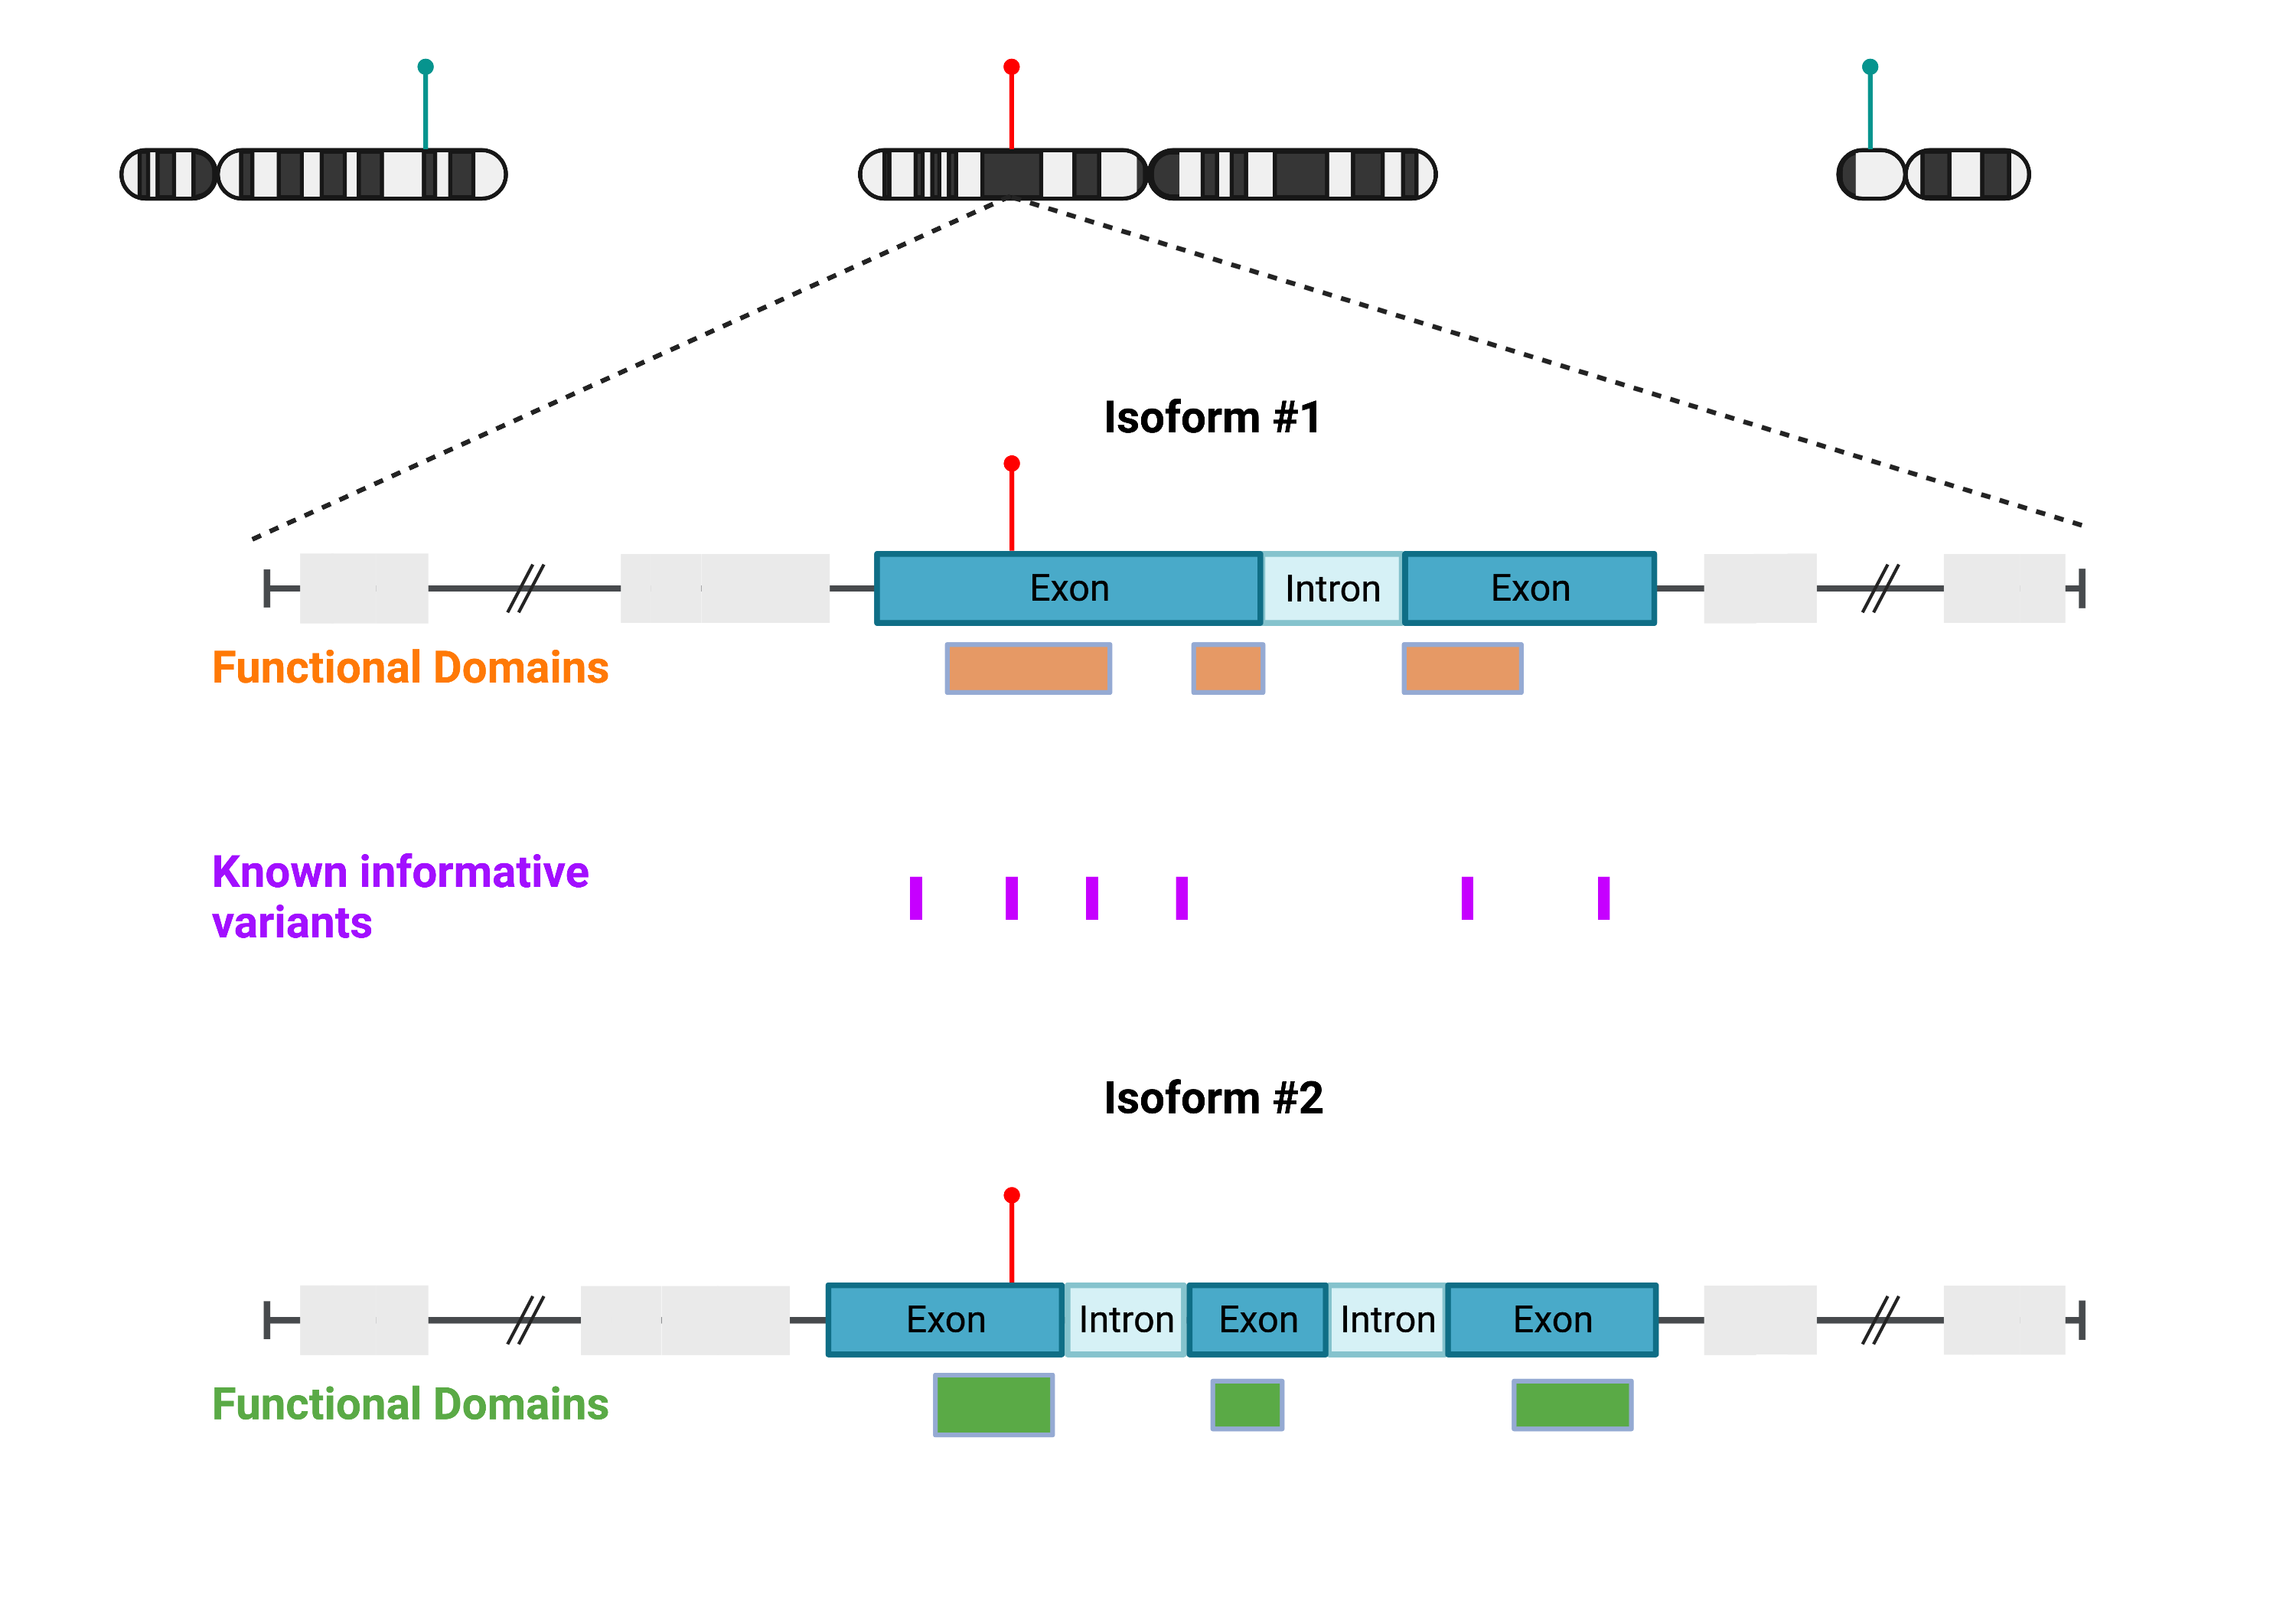 Isoform #1
Exon
Intron
Exon
Functional Domains
Known informative
variants
Isoform #2
Exon
Intron
Exon
Intron
Exon
Functional Domains